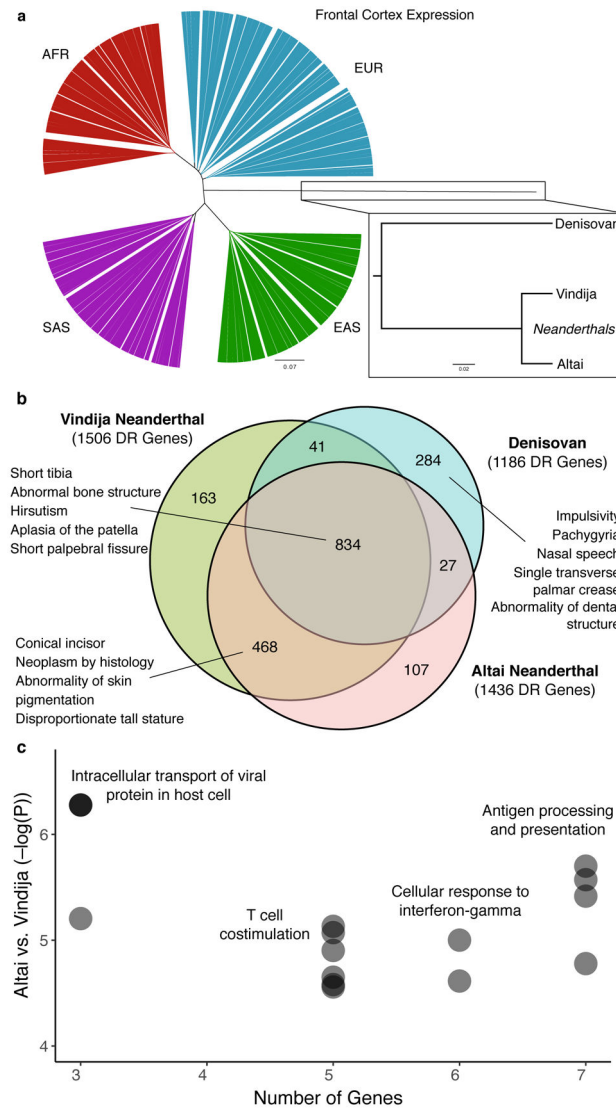 a
Frontal Cortex Expression
AFR
EUR
SAS
EAS
0.07
Denisovan
Vindija
Neanderthals
Altai
0.02
b
Vindija Neanderthal
(1506 DR Genes)
Denisovan
(1186 DR Genes)
41
284
163
834
27
468
107
Short tibia
Abnormal bone structure
Hirsutism
Aplasia of the patella
Short palpebral fissure
Impulsivity
Pachygyria
Nasal speech
Single transverse
palmar crease
Abnormality of dental
structure
Conical incisor
Neoplasm by histology
Abnormality of skin
pigmentation
Disproportionate tall stature
Altai Neanderthal
(1436 DR Genes)
c
Intracellular transport of viral
protein in host cell
Antigen processing
and presentation
Cellular response to
interferon-gamma
T cell
costimulation
Altai vs. Vindija (−log(P))
6
5
4
3
4
5
6
7
Number of Genes